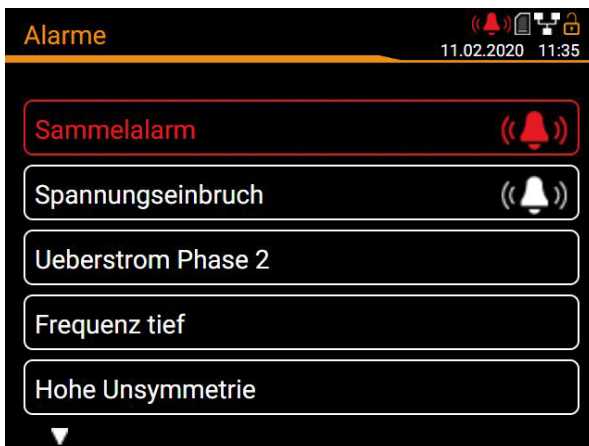 Alarme
11.02.2020 11:35
Sammelalarm
Spannungseinbruch
Ueberstrom Phase 2
Frequenz tief
Hohe Unsymmetrie